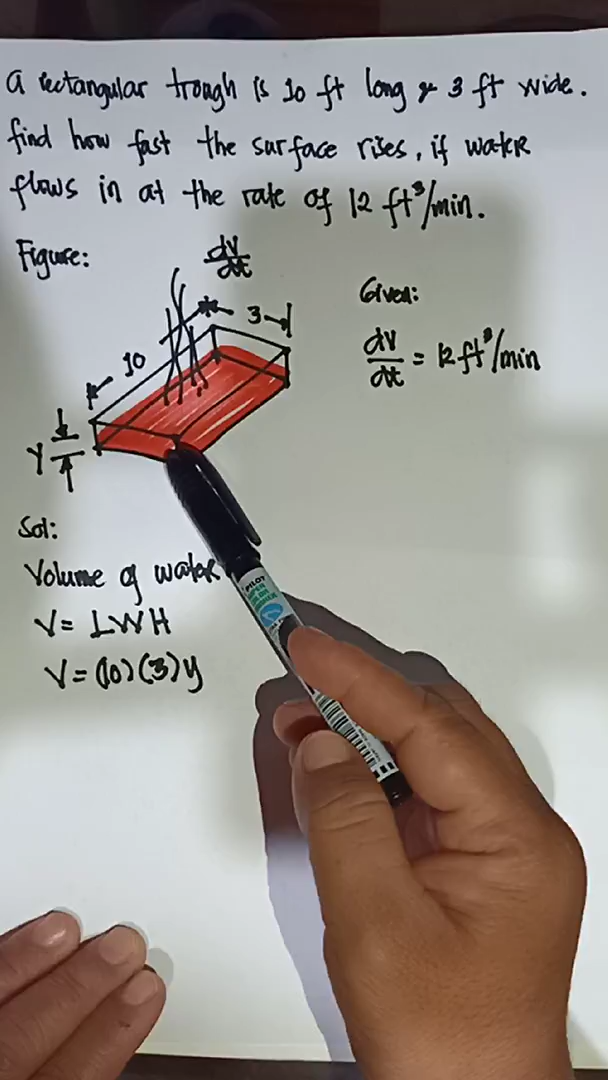 A rectangular trough is 10 ft long & 3 ft wide.
find how fast the surface rises, if water
flows in at the rate of 12 ft³/min.
Figure:
dV/dt
Given:
3
dV/dt = 12 ft³/min
10
Y
Sol:
Volume of water
V = LWH
V = (10)(3)y
PILOT